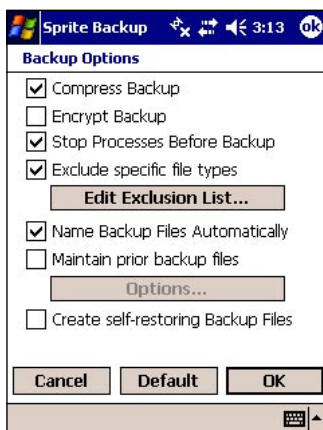 Sprite Backup 3:13 ok
Backup Options
Compress Backup
Encrypt Backup
Stop Processes Before Backup
Exclude specific file types
Edit Exclusion List...
Name Backup Files Automatically
Maintain prior backup files
Options...
Create self-restoring Backup Files
Cancel Default OK